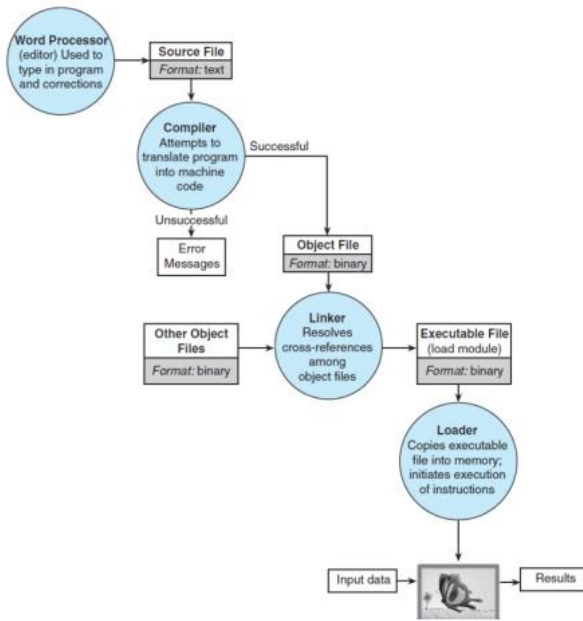 Word Processor
(editor) Used to
type in program
and corrections
Source File
Format: text
Compiler
Attempts to
translate program
into machine
code
Successful
Unsuccessful
Error
Messages
Object File
Format: binary
Other Object
Files
Format: binary
Linker
Resolves
cross-references
among
object files
Executable File
(load module)
Format: binary
Loader
Copies executable
file into memory;
initiates execution
of instructions
Input data
Results